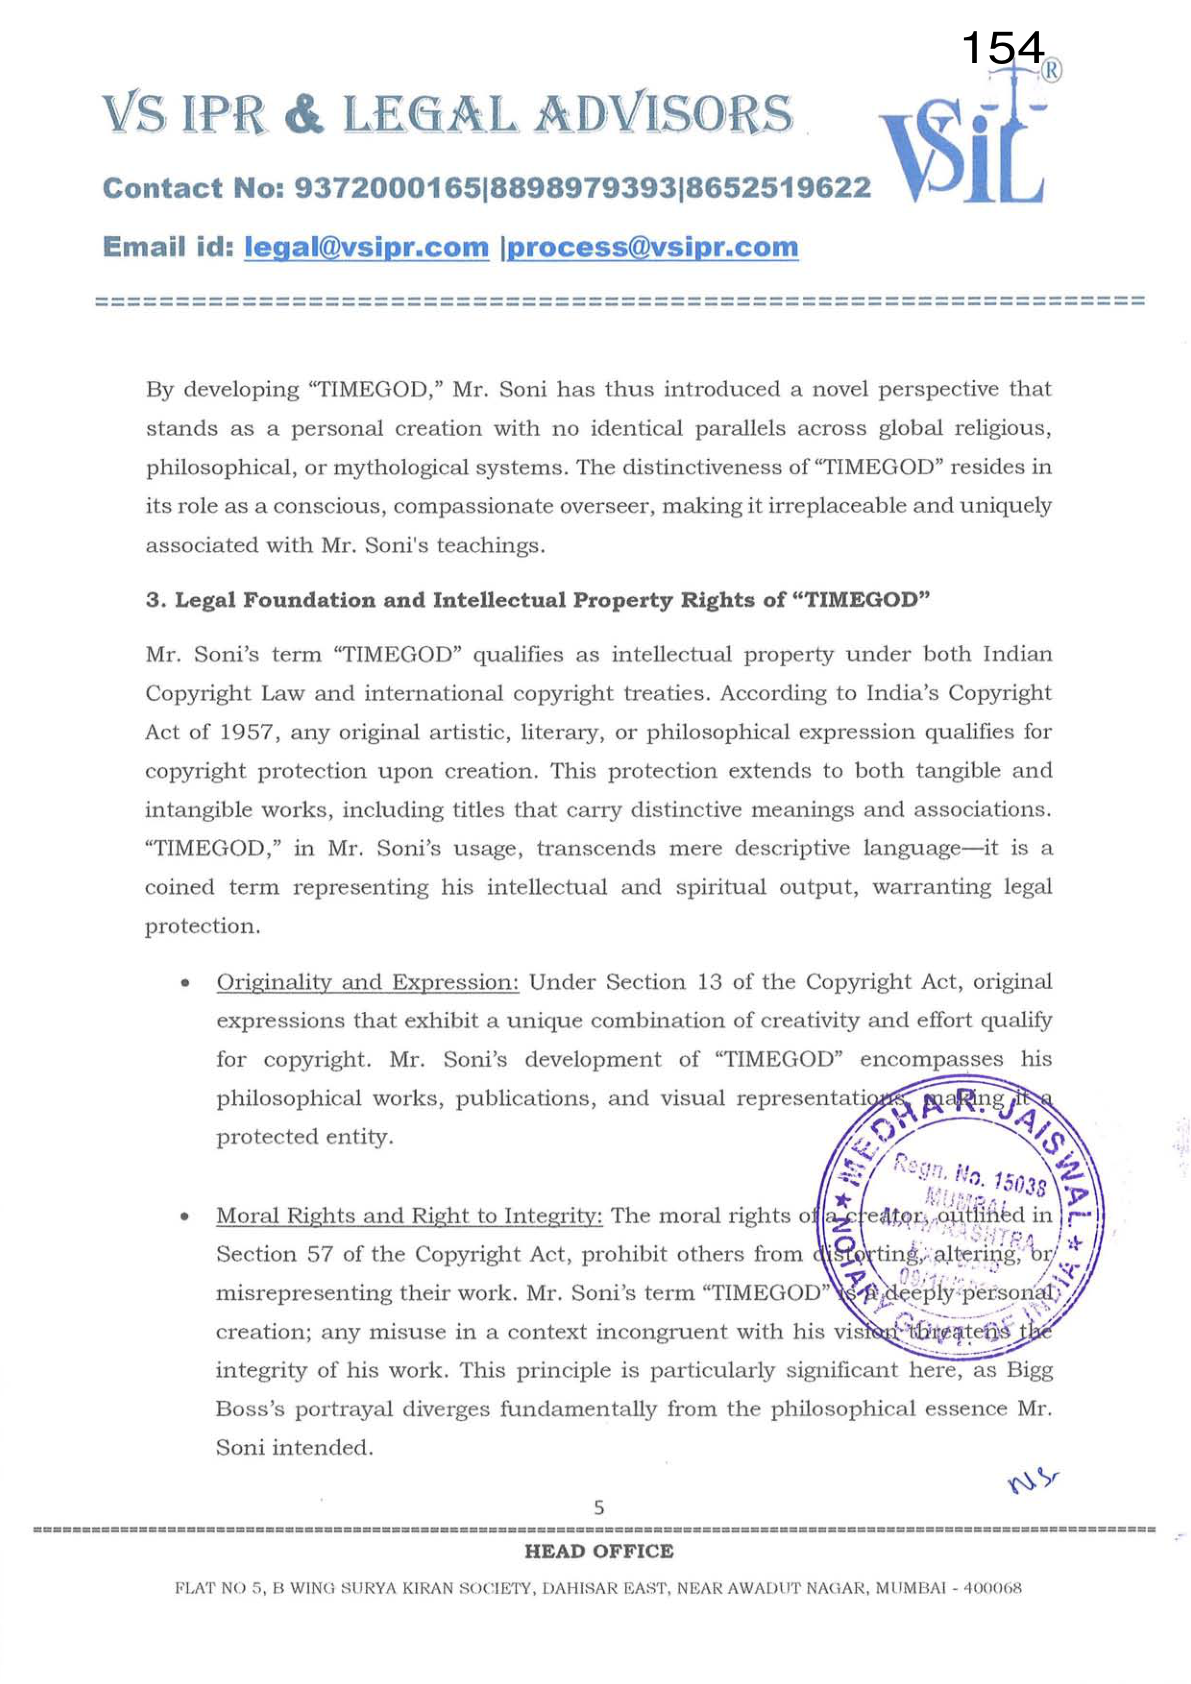 154
VS IPR & LEGAL ADVISORS
VSiL ®
Contact No: 9372000165|8898979393|8652519622
Email id: legal@vsipr.com |process@vsipr.com
=================================================================
By developing “TIMEGOD,” Mr. Soni has thus introduced a novel perspective that
stands as a personal creation with no identical parallels across global religious,
philosophical, or mythological systems. The distinctiveness of “TIMEGOD” resides in
its role as a conscious, compassionate overseer, making it irreplaceable and uniquely
associated with Mr. Soni's teachings.
3. Legal Foundation and Intellectual Property Rights of “TIMEGOD”
Mr. Soni’s term “TIMEGOD” qualifies as intellectual property under both Indian
Copyright Law and international copyright treaties. According to India’s Copyright
Act of 1957, any original artistic, literary, or philosophical expression qualifies for
copyright protection upon creation. This protection extends to both tangible and
intangible works, including titles that carry distinctive meanings and associations.
“TIMEGOD,” in Mr. Soni’s usage, transcends mere descriptive language—it is a
coined term representing his intellectual and spiritual output, warranting legal
protection.
• Originality and Expression: Under Section 13 of the Copyright Act, original
expressions that exhibit a unique combination of creativity and effort qualify
for copyright. Mr. Soni’s development of “TIMEGOD” encompasses his
philosophical works, publications, and visual representations, making it a
protected entity.
• Moral Rights and Right to Integrity: The moral rights of a creator, outlined in
Section 57 of the Copyright Act, prohibit others from distorting, altering, or
misrepresenting their work. Mr. Soni’s term “TIMEGOD” is a deeply personal
creation; any misuse in a context incongruent with his vision threatens the
integrity of his work. This principle is particularly significant here, as Bigg
Boss’s portrayal diverges fundamentally from the philosophical essence Mr.
Soni intended.
★ MEDHA R. JAISWAL ★
NOTARY GOVT. OF INDIA
Regn. No. 15038
MUMBAI
MAHARASHTRA
5
HEAD OFFICE
FLAT NO 5, B WING SURYA KIRAN SOCIETY, DAHISAR EAST, NEAR AWADUT NAGAR, MUMBAI - 400068